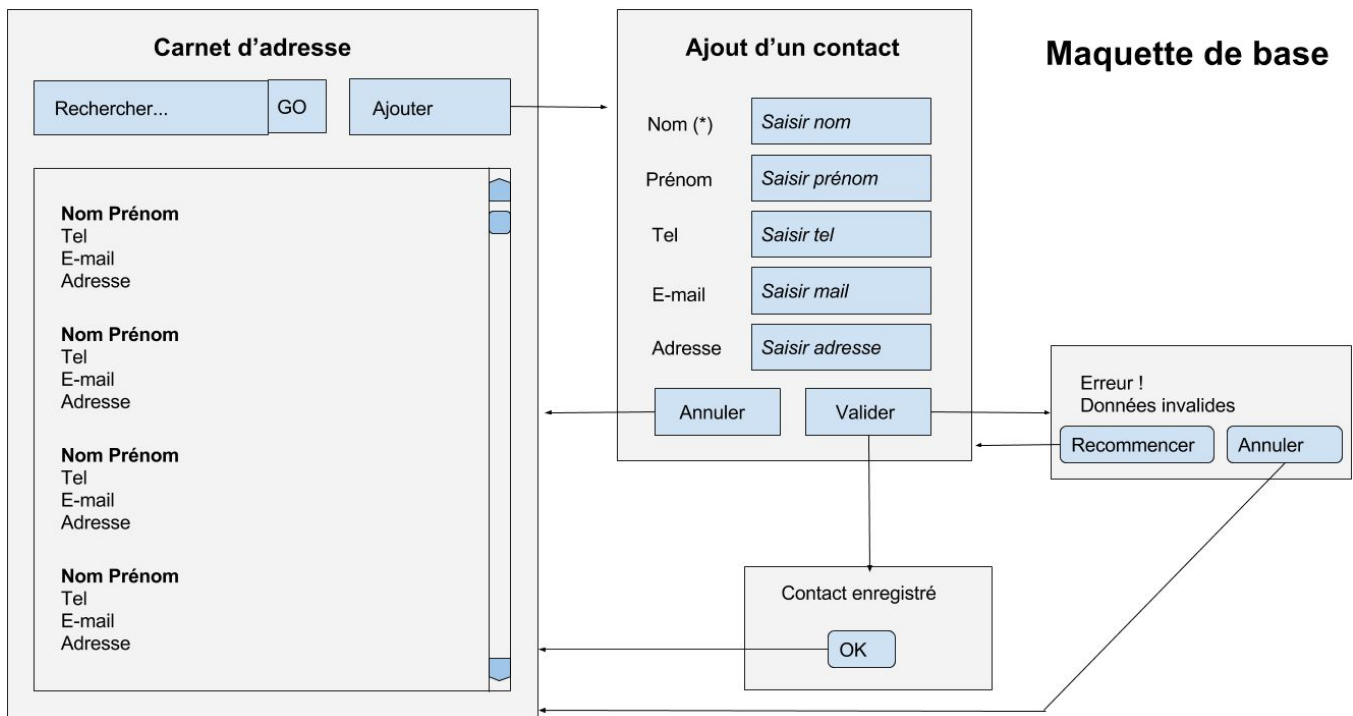 Carnet d'adresse
Rechercher...
GO
Ajouter
Nom Prénom
Tel
E-mail
Adresse
Nom Prénom
Tel
E-mail
Adresse
Nom Prénom
Tel
E-mail
Adresse
Nom Prénom
Tel
E-mail
Adresse
Ajout d'un contact
Nom (*)
Saisir nom
Prénom
Saisir prénom
Tel
Saisir tel
E-mail
Saisir mail
Adresse
Saisir adresse
Annuler
Valider
Maquette de base
Erreur !
Données invalides
Recommencer
Annuler
Contact enregistré
OK